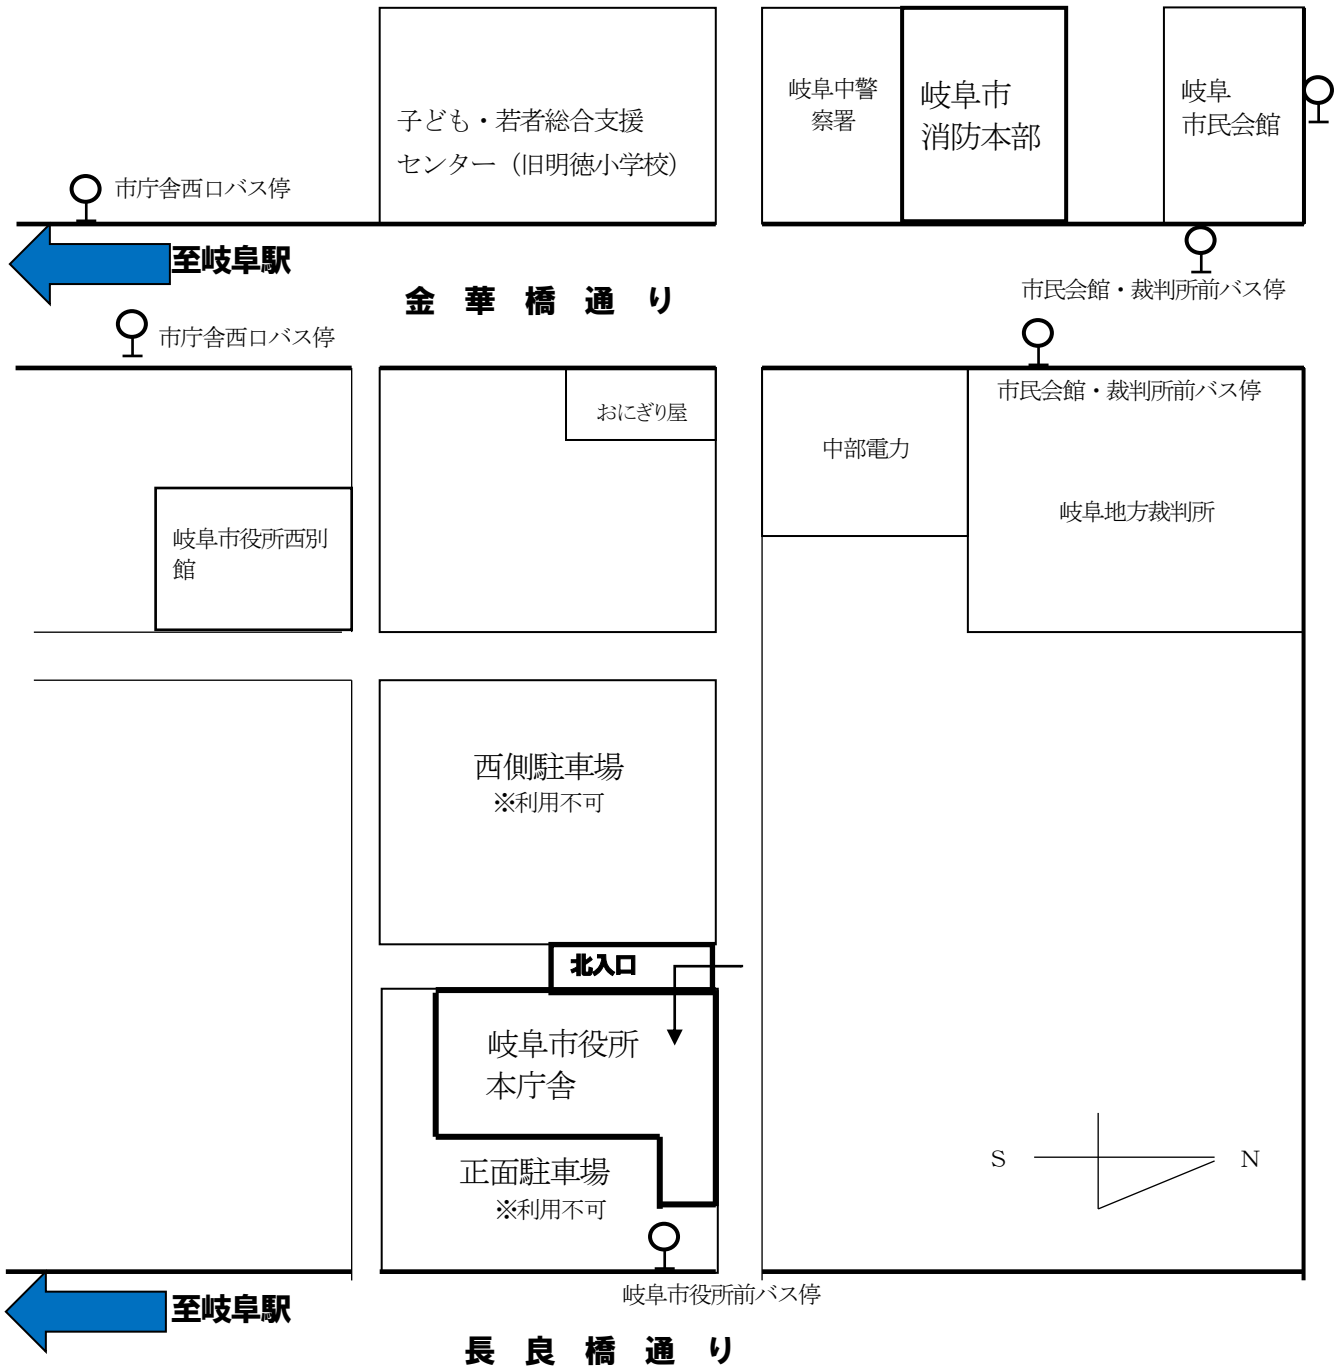 子ども・若者総合支援
センター（旧明徳小学校）
岐阜中警
察署
岐阜市
消防本部
岐阜
市民会館
市庁舎西口バス停
至岐阜駅
金華橋通り
市民会館・裁判所前バス停
市庁舎西口バス停
市民会館・裁判所前バス停
おにぎり屋
中部電力
岐阜地方裁判所
岐阜市役所西別
館
西側駐車場
※利用不可
北入口
岐阜市役所
本庁舎
正面駐車場
※利用不可
S
N
岐阜市役所前バス停
至岐阜駅
長良橋通り